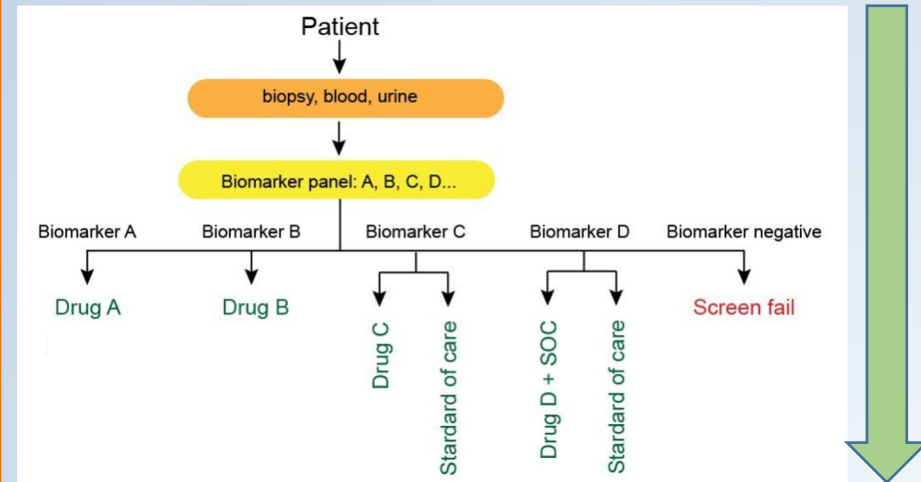 Patient
biopsy, blood, urine
Biomarker panel: A, B, C, D...
Biomarker A
Biomarker B
Biomarker C
Biomarker D
Biomarker negative
Drug A
Drug B
Drug C
Stardard of care
Drug D + SOC
Stardard of care
Screen fail